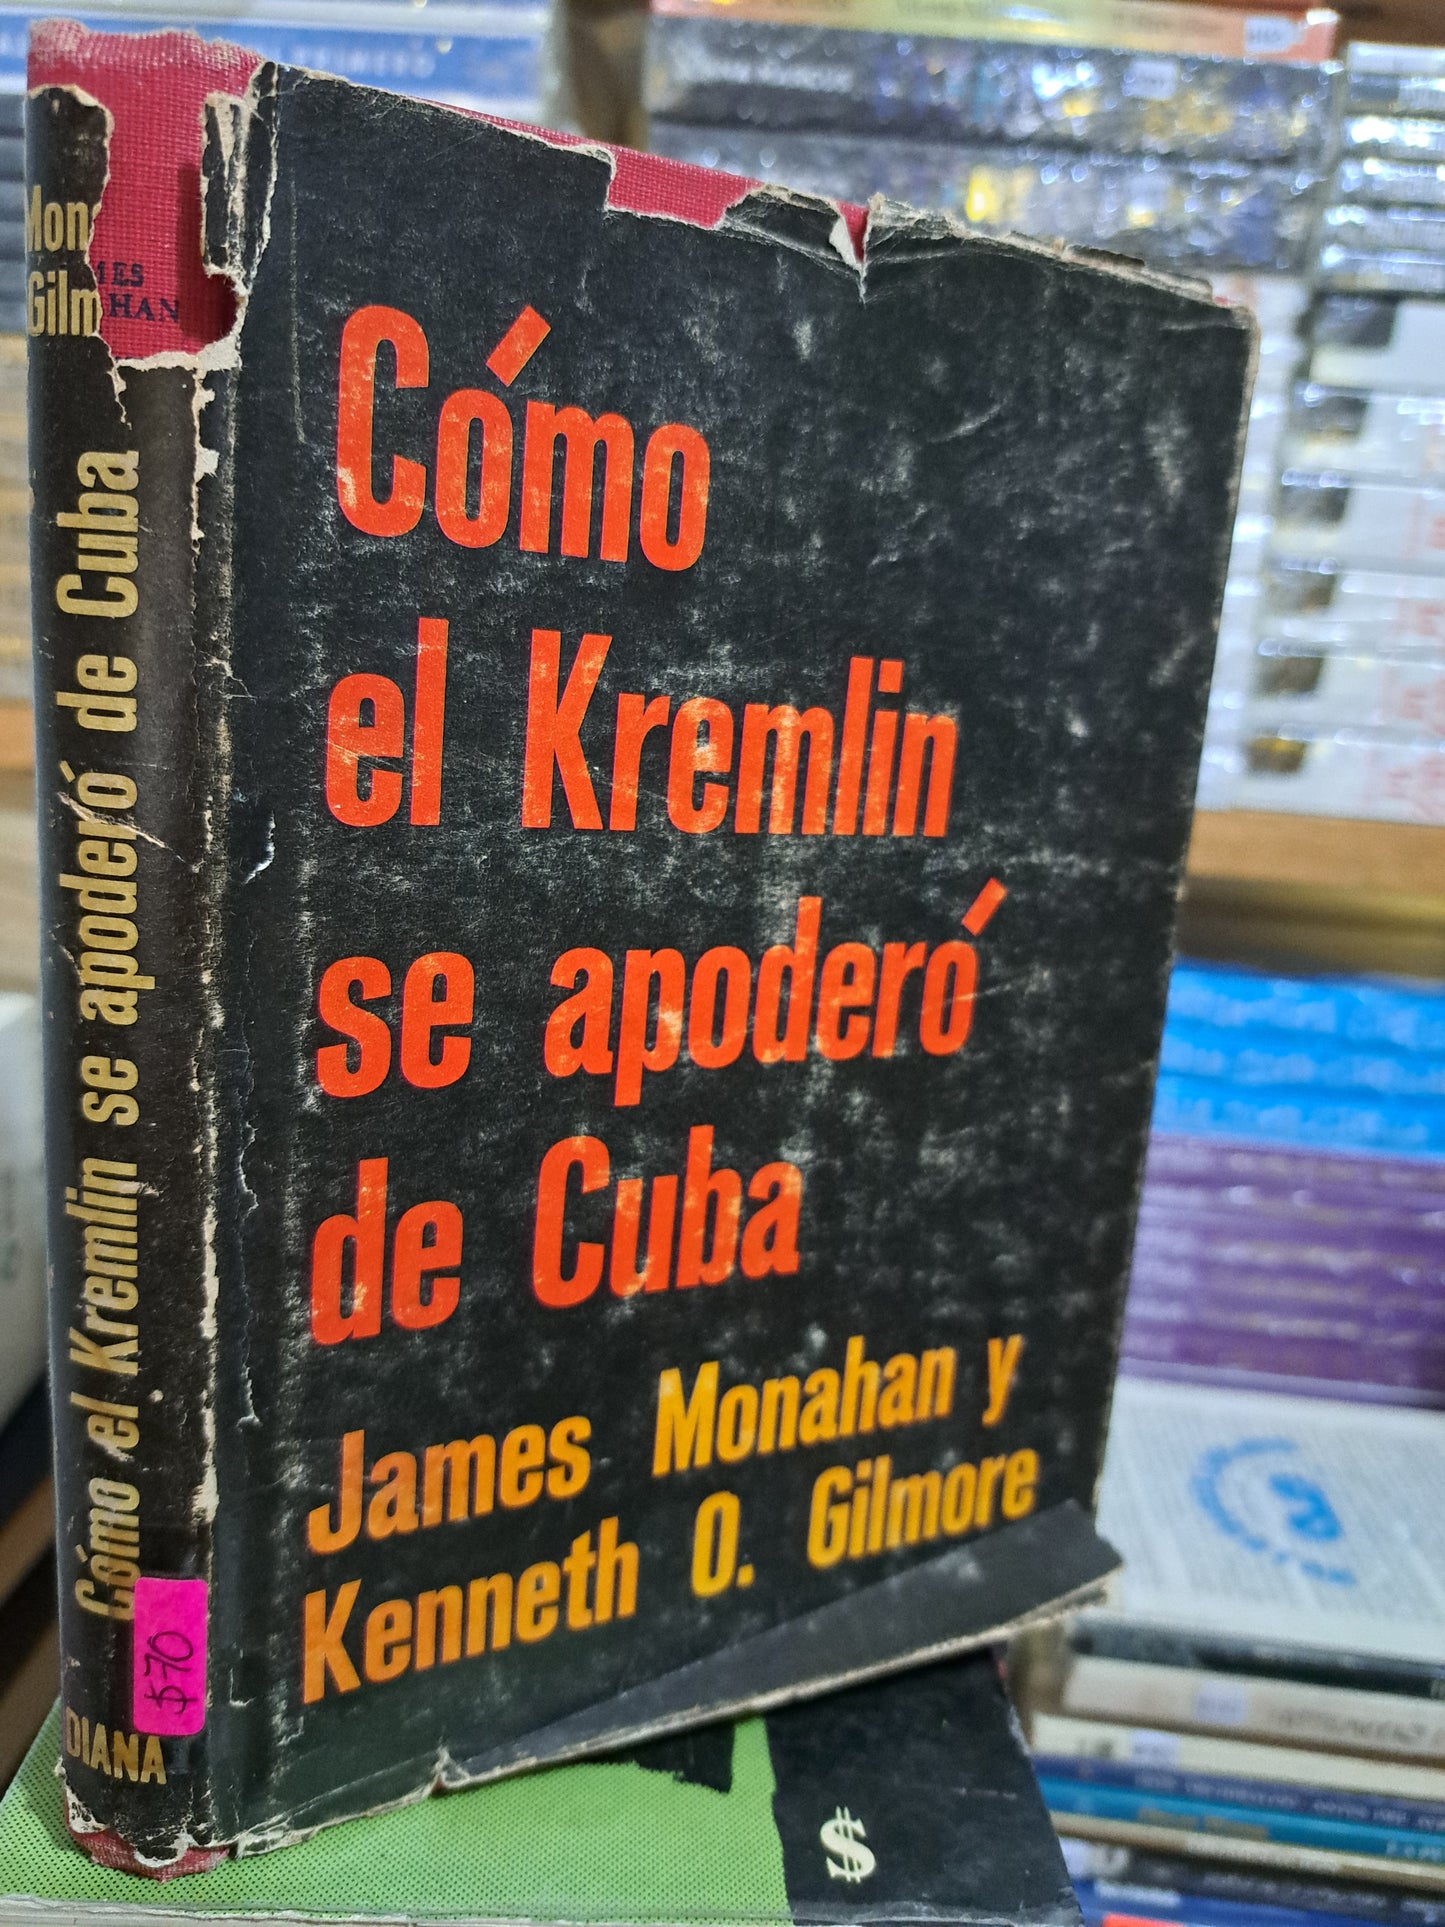 Cómo
el Kremlin
se apoderó
de Cuba
James Monahan y
Kenneth O. Gilmore
Mon
Gilm
MES
HAN
Cómo el Kremlin se apoderó de Cuba
$70
DIANA
$